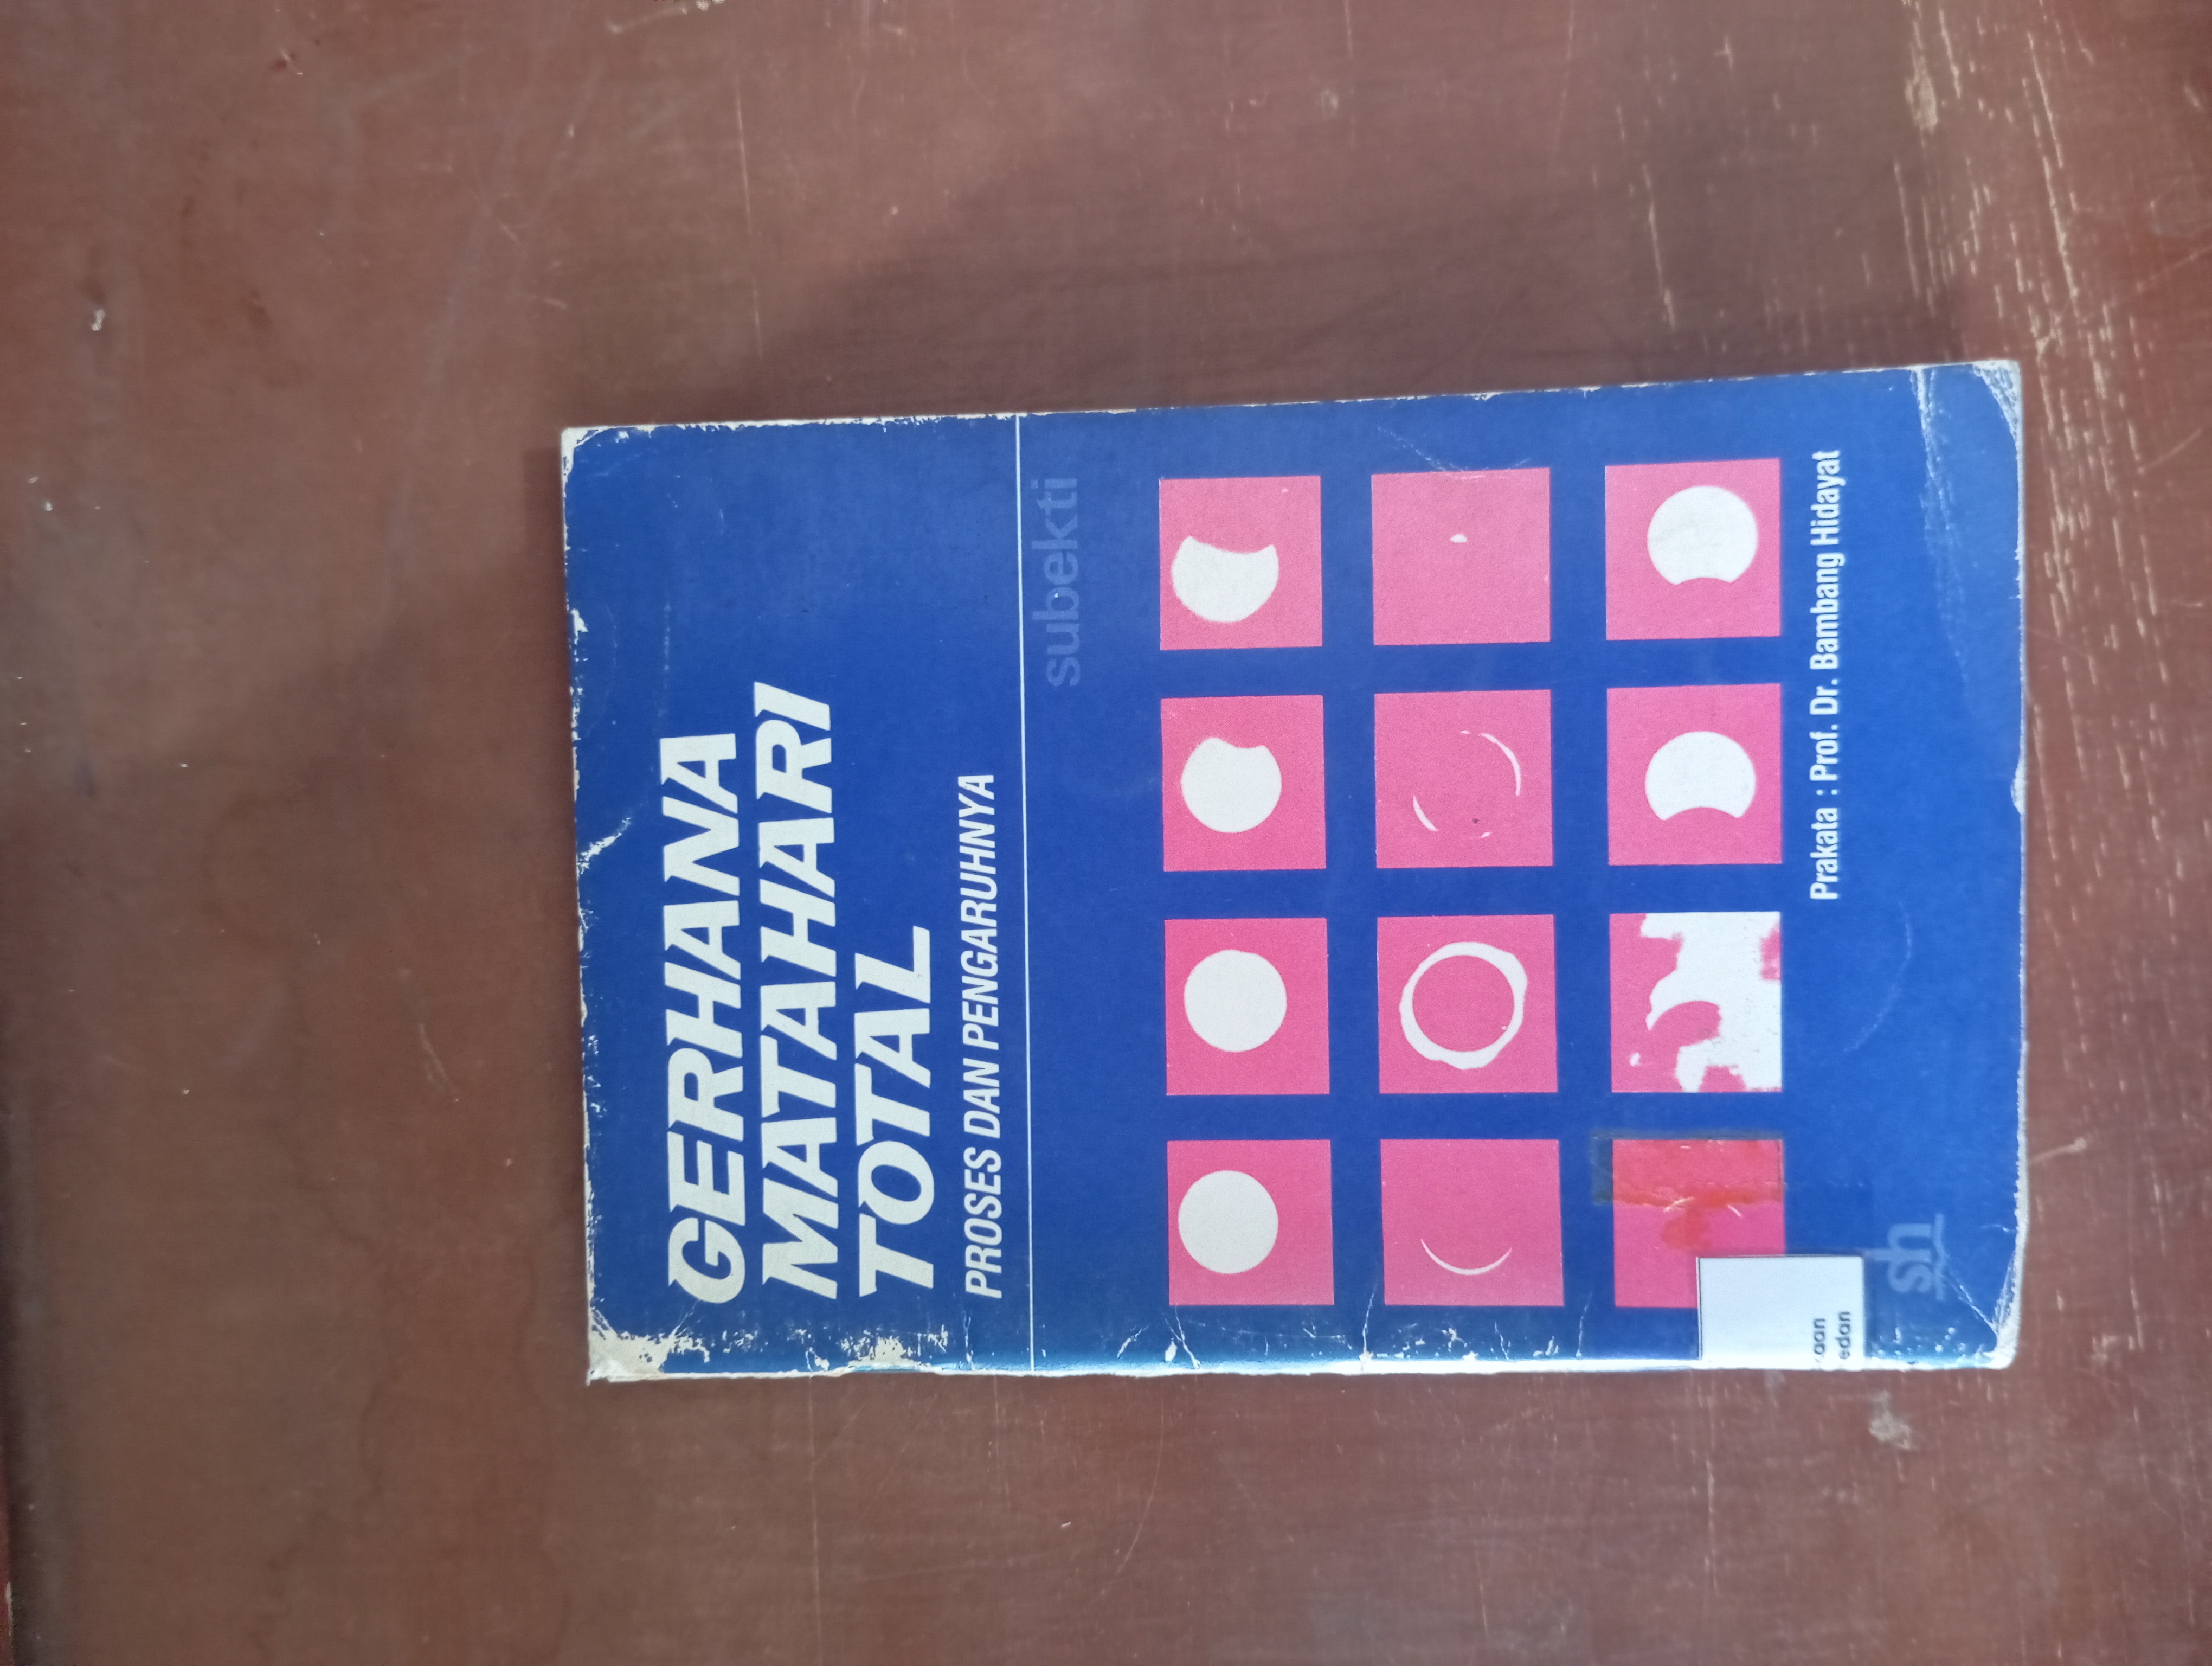 GERHANA
MATAHARI
TOTAL
PROSES DAN PENGARUHNYA
subekti
Prakata : Prof. Dr. Bambang Hidayat
sh